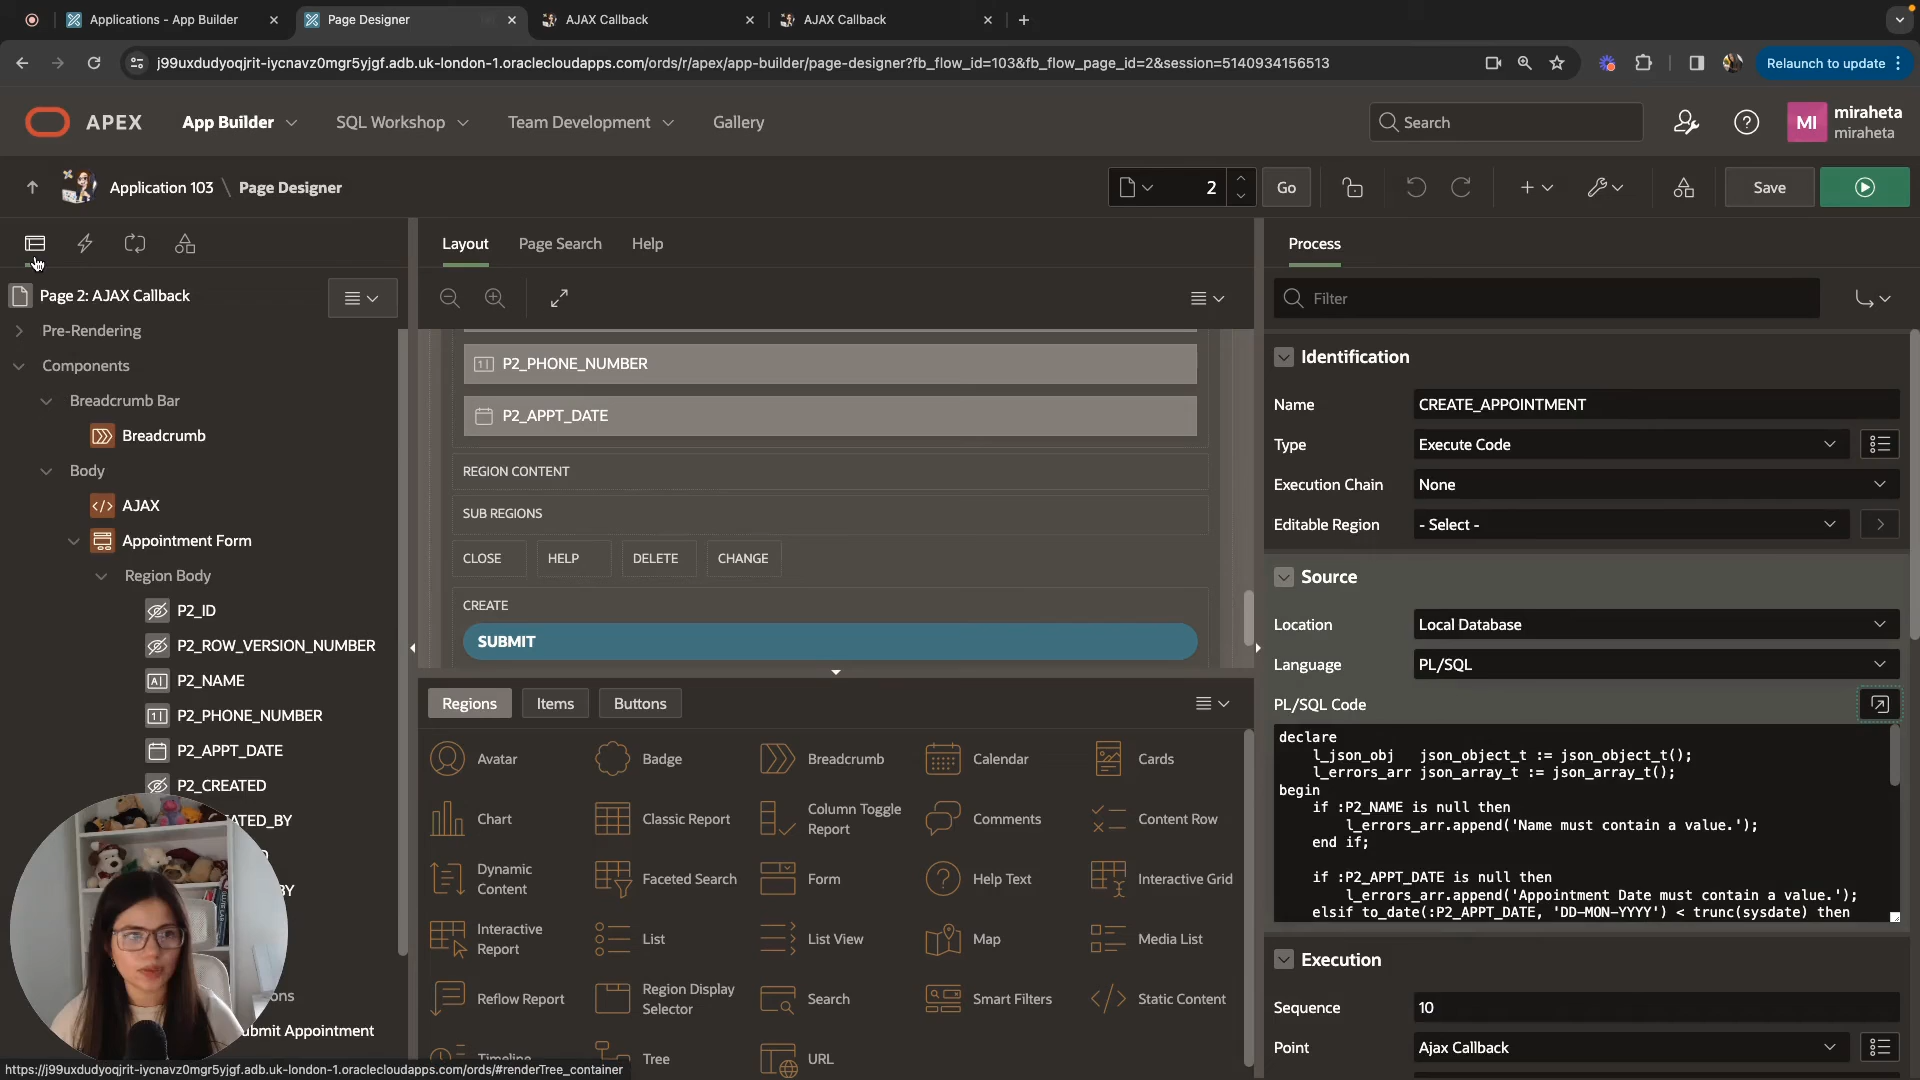 Applications - App Builder
Page Designer
AJAX Callback
AJAX Callback
j99uxdudyoqjrit-iycnavz0mgr5yjgf.adb.uk-london-1.oraclecloudapps.com/ords/r/apex/app-builder/page-designer?fb_flow_id=103&fb_flow_page_id=2&session=5140934156513
Relaunch to update
APEX
App Builder
SQL Workshop
Team Development
Gallery
Search
MI
miraheta
miraheta
Application 103 \ Page Designer
2
Go
Save
Page 2: AJAX Callback
Pre-Rendering
Components
Breadcrumb Bar
Breadcrumb
Body
AJAX
Appointment Form
Region Body
P2_ID
P2_ROW_VERSION_NUMBER
P2_NAME
P2_PHONE_NUMBER
P2_APPT_DATE
P2_CREATED
ATED_BY
BY
ons
ubmit Appointment
https://j99uxdudyoqjrit-iycnavz0mgr5yjgf.adb.uk-london-1.oraclecloudapps.com/ords/#renderTree_container
Layout
Page Search
Help
P2_PHONE_NUMBER
P2_APPT_DATE
REGION CONTENT
SUB REGIONS
CLOSE
HELP
DELETE
CHANGE
CREATE
SUBMIT
Regions
Items
Buttons
Avatar
Badge
Breadcrumb
Calendar
Cards
Chart
Classic Report
Column Toggle
Report
Comments
Content Row
Dynamic
Content
Faceted Search
Form
Help Text
Interactive Grid
Interactive
Report
List
List View
Map
Media List
Reflow Report
Region Display
Selector
Search
Smart Filters
Static Content
Timeline
Tree
URL
Process
Filter
Identification
Name
CREATE_APPOINTMENT
Type
Execute Code
Execution Chain
None
Editable Region
- Select -
Source
Location
Local Database
Language
PL/SQL
PL/SQL Code
declare
l_json_obj json_object_t := json_object_t();
l_errors_arr json_array_t := json_array_t();
begin
if :P2_NAME is null then
l_errors_arr.append('Name must contain a value.');
end if;
if :P2_APPT_DATE is null then
l_errors_arr.append('Appointment Date must contain a value.');
elsif to_date(:P2_APPT_DATE, 'DD-MON-YYYY') < trunc(sysdate) then
Execution
Sequence
10
Point
Ajax Callback